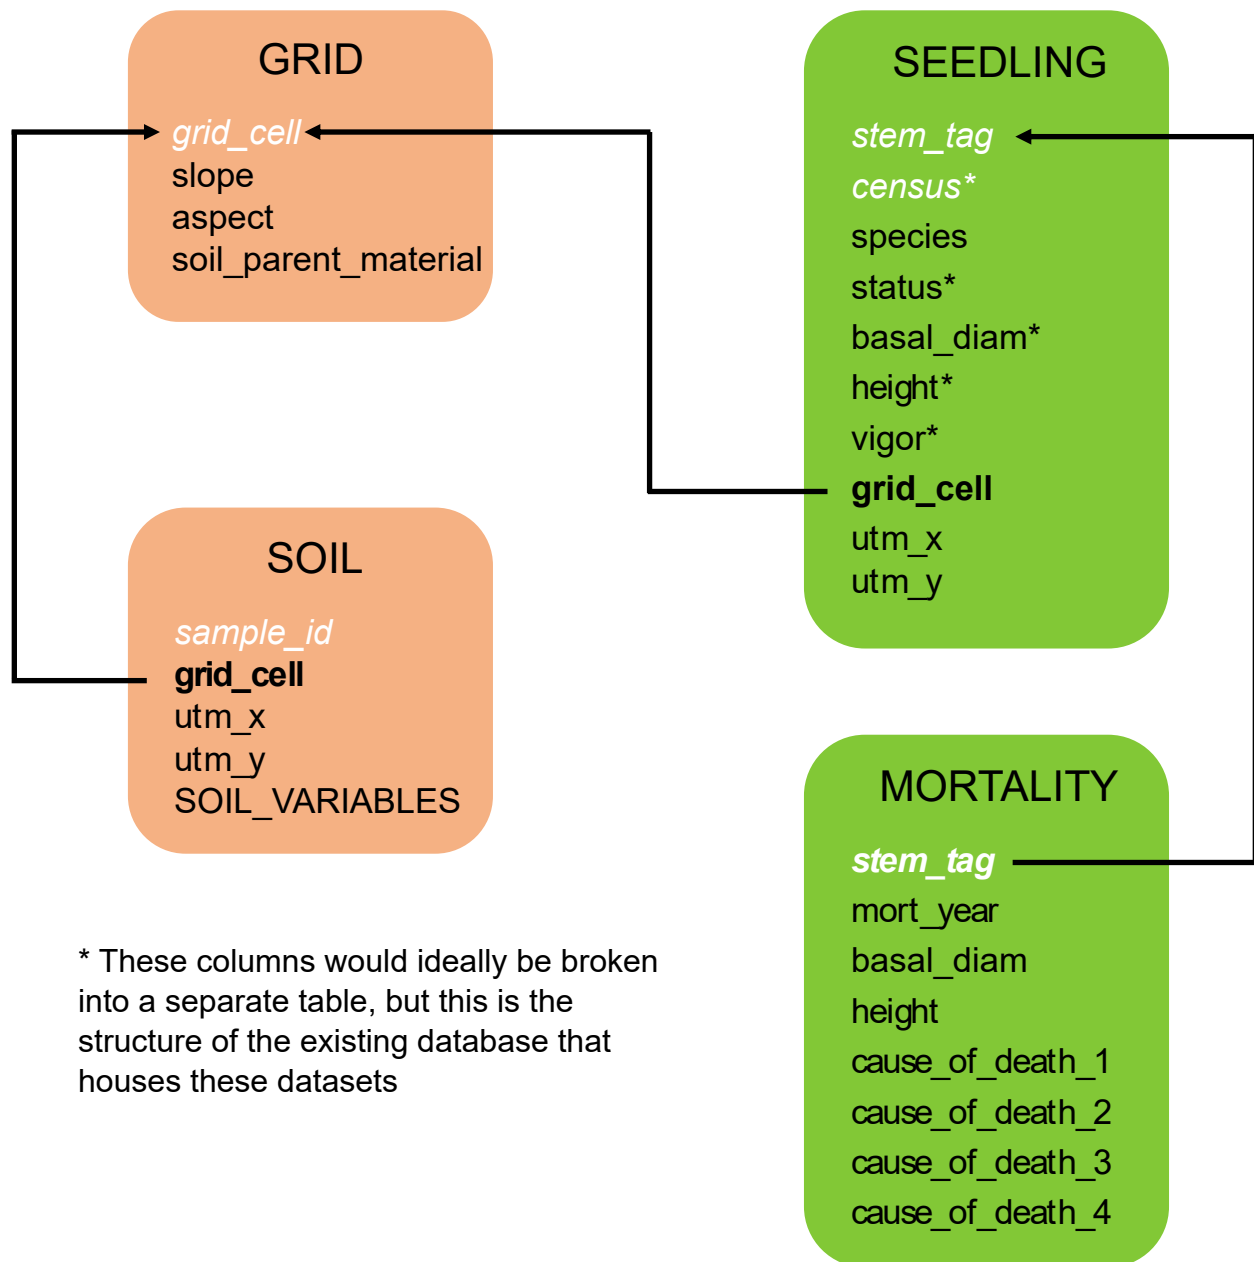 GRID
grid_cell
slope
aspect
soil_parent_material
SOIL
sample_id
grid_cell
utm_x
utm_y
SOIL_VARIABLES
* These columns would ideally be broken
into a separate table, but this is the
structure of the existing database that
houses these datasets
SEEDLING
stem_tag
census*
species
status*
basal_diam*
height*
vigor*
grid_cell
utm_x
utm_y
MORTALITY
stem_tag
mort_year
basal_diam
height
cause_of_death_1
cause_of_death_2
cause_of_death_3
cause_of_death_4